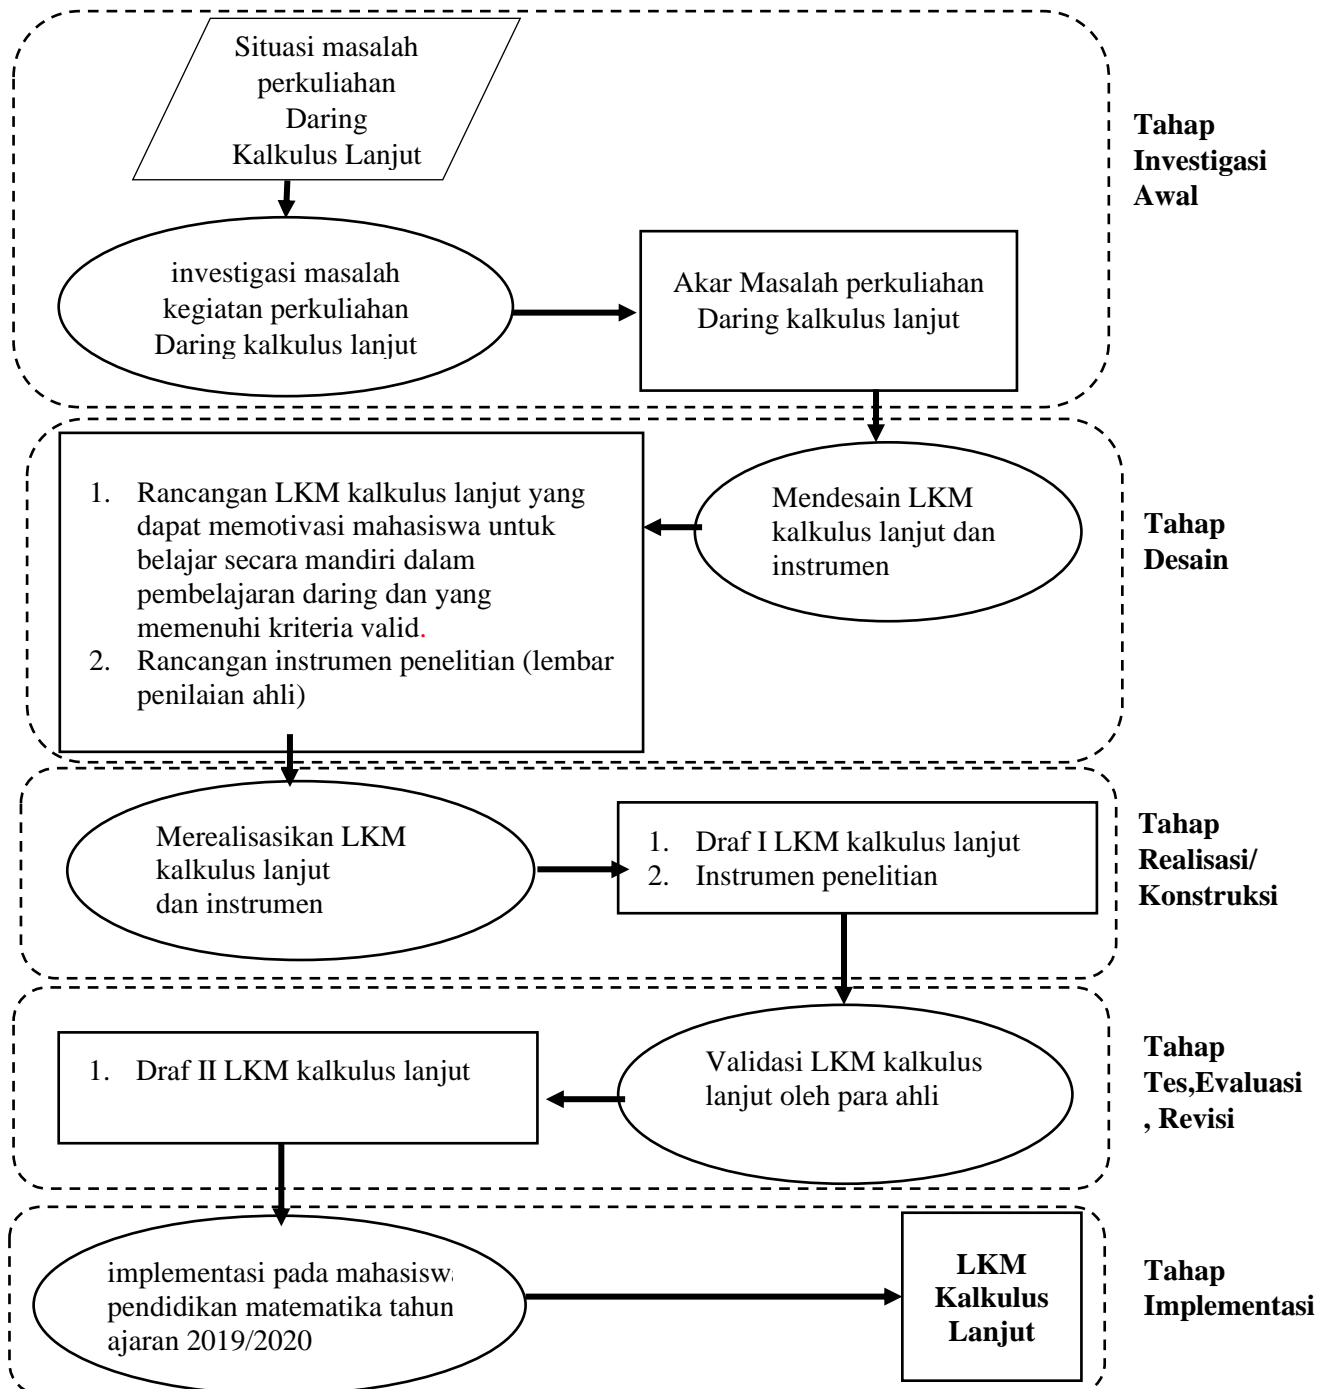 Situasi masalah
perkuliahan
Daring
Kalkulus Lanjut
Tahap
Investigasi
Awal
investigasi masalah
kegiatan perkuliahan
Daring kalkulus lanjut
Akar Masalah perkuliahan
Daring kalkulus lanjut
Mendesain LKM
kalkulus lanjut dan
instrumen
Tahap
Desain
1. Rancangan LKM kalkulus lanjut yang
dapat memotivasi mahasiswa untuk
belajar secara mandiri dalam
pembelajaran daring dan yang
memenuhi kriteria valid.
2. Rancangan instrumen penelitian (lembar
penilaian ahli)
Merealisasikan LKM
kalkulus lanjut
dan instrumen
1. Draf I LKM kalkulus lanjut
2. Instrumen penelitian
Tahap
Realisasi/
Konstruksi
Validasi LKM kalkulus
lanjut oleh para ahli
1. Draf II LKM kalkulus lanjut
Tahap
Tes,Evaluasi
, Revisi
implementasi pada mahasiswa
pendidikan matematika tahun
ajaran 2019/2020
LKM
Kalkulus
Lanjut
Tahap
Implementasi